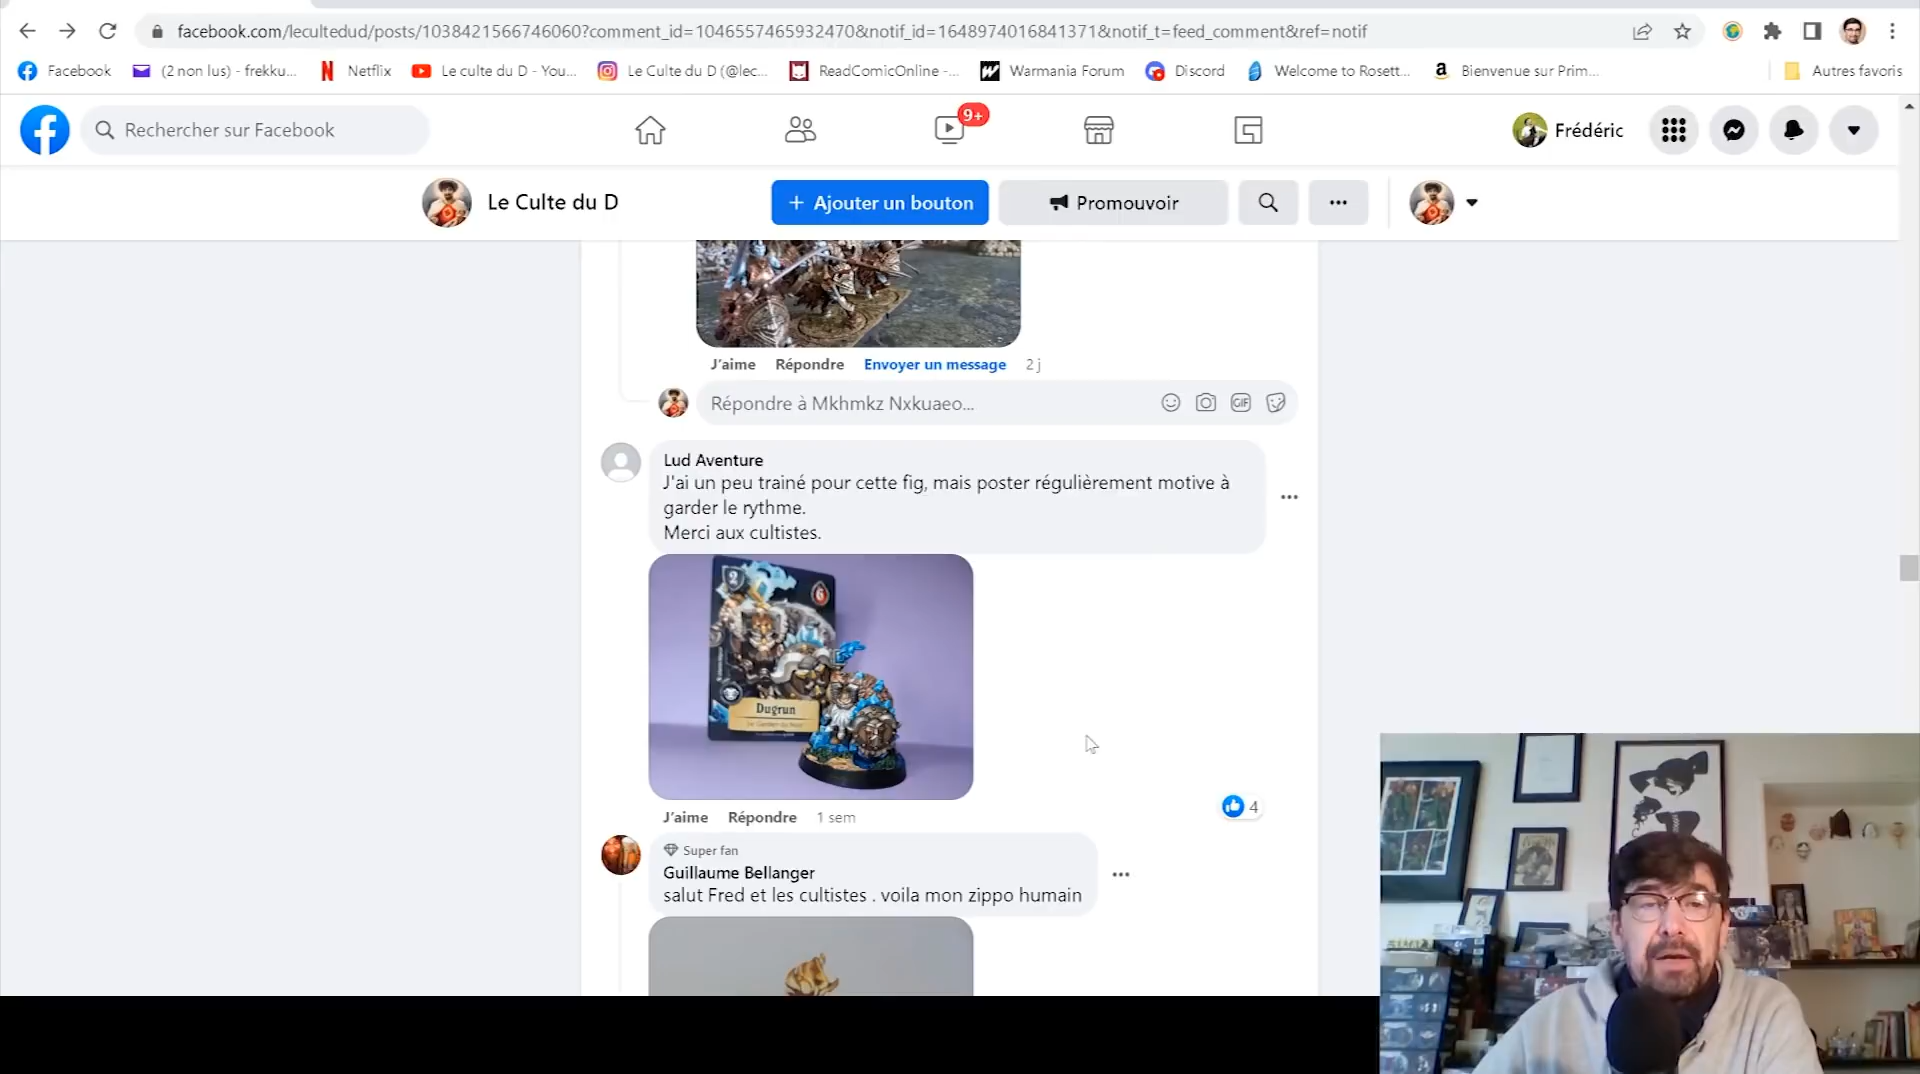 facebook.com/lecultedud/posts/1038421566746060?comment_id=1046557465932470&notif_id=1648974016841371&notif_t=feed_comment&ref=notif
Facebook
(2 non lus) - frekku...
Netflix
Le culte du D - You...
Le Culte du D (@lec...
ReadComicOnline -...
Warmania Forum
Discord
Welcome to Rosett...
Bienvenue sur Prim...
Autres favoris
Rechercher sur Facebook
9+
Frédéric
Le Culte du D
+ Ajouter un bouton
Promouvoir
J'aime Répondre Envoyer un message 2 j
Répondre à Mkhmkz Nxkuaeo...
GIF
Lud Aventure
J'ai un peu trainé pour cette fig, mais poster régulièrement motive à
garder le rythme.
Merci aux cultistes.
2
6
Dugrun
J'aime Répondre 1 sem
4
Super fan
Guillaume Bellanger
salut Fred et les cultistes . voila mon zippo humain